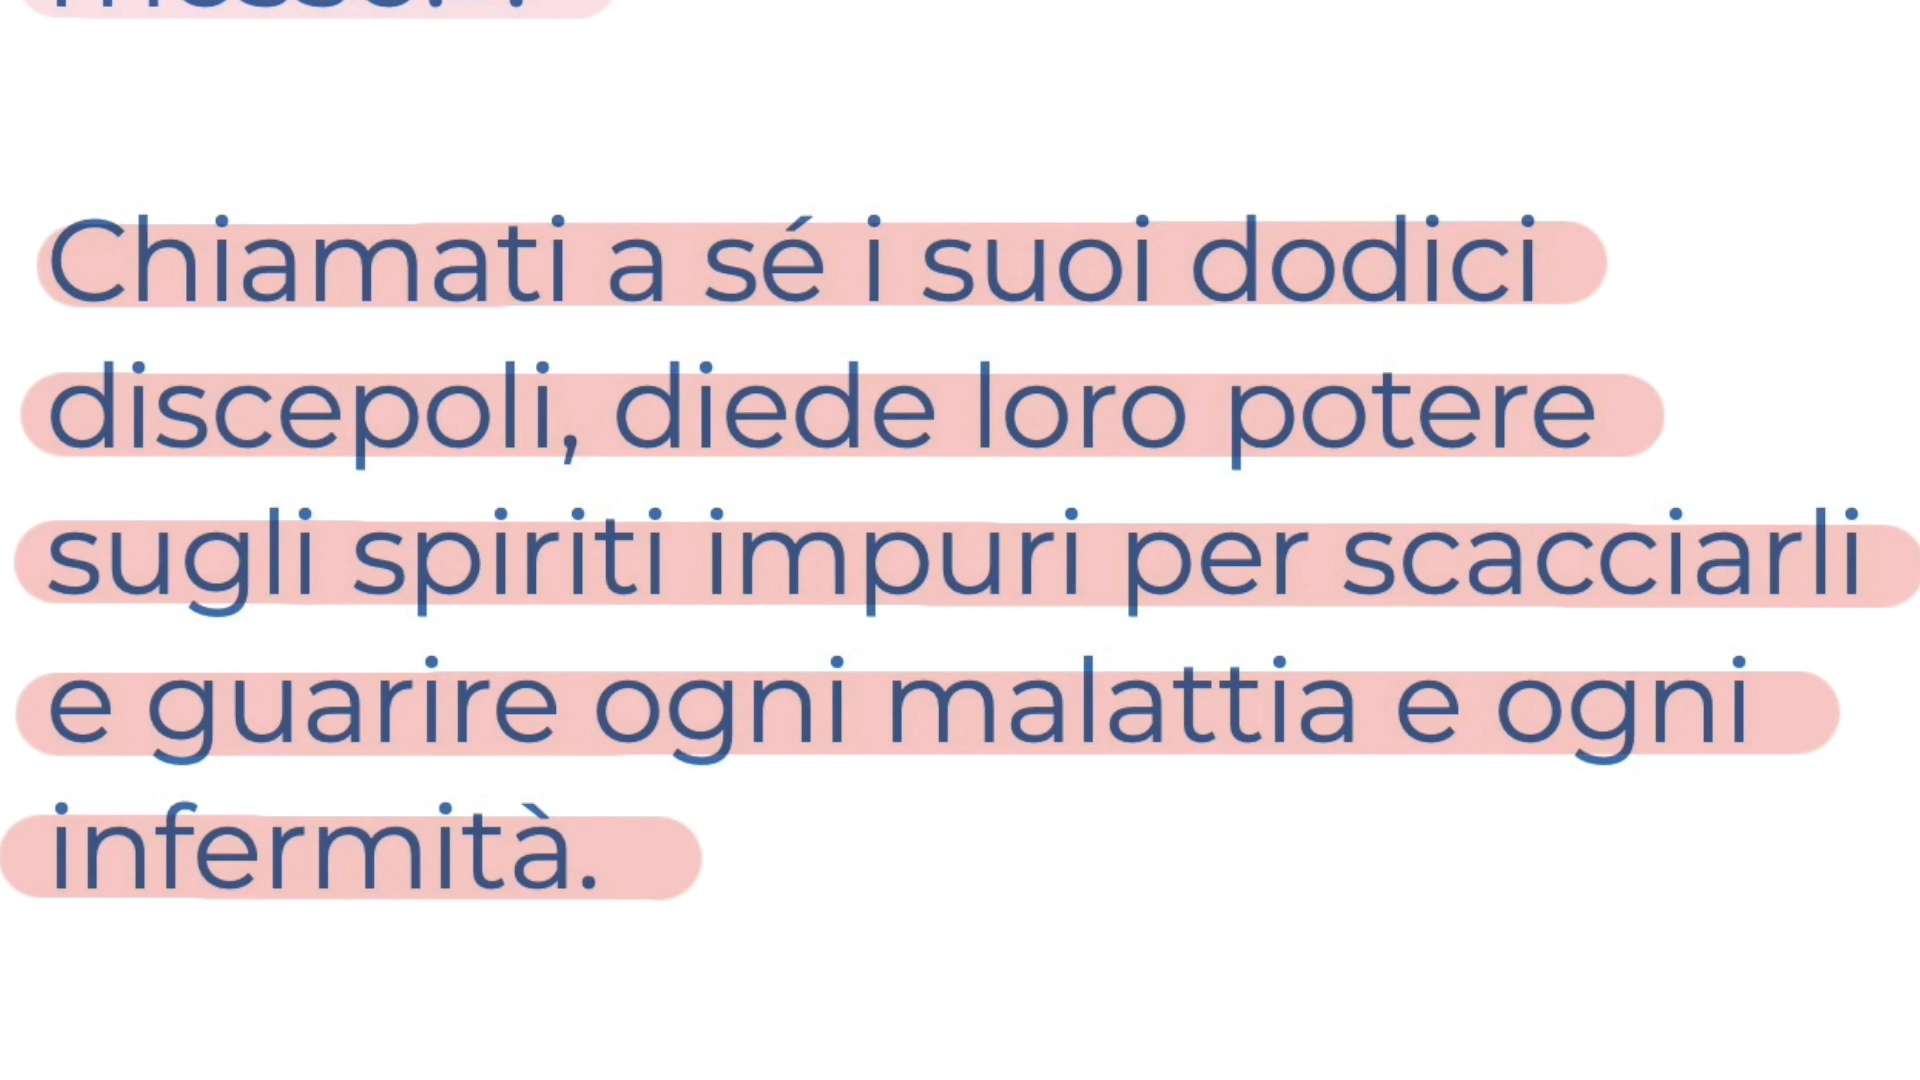 Chiamati a sé i suoi dodici
discepoli, diede loro potere
sugli spiriti impuri per scacciarli
e guarire ogni malattia e ogni
infermità.